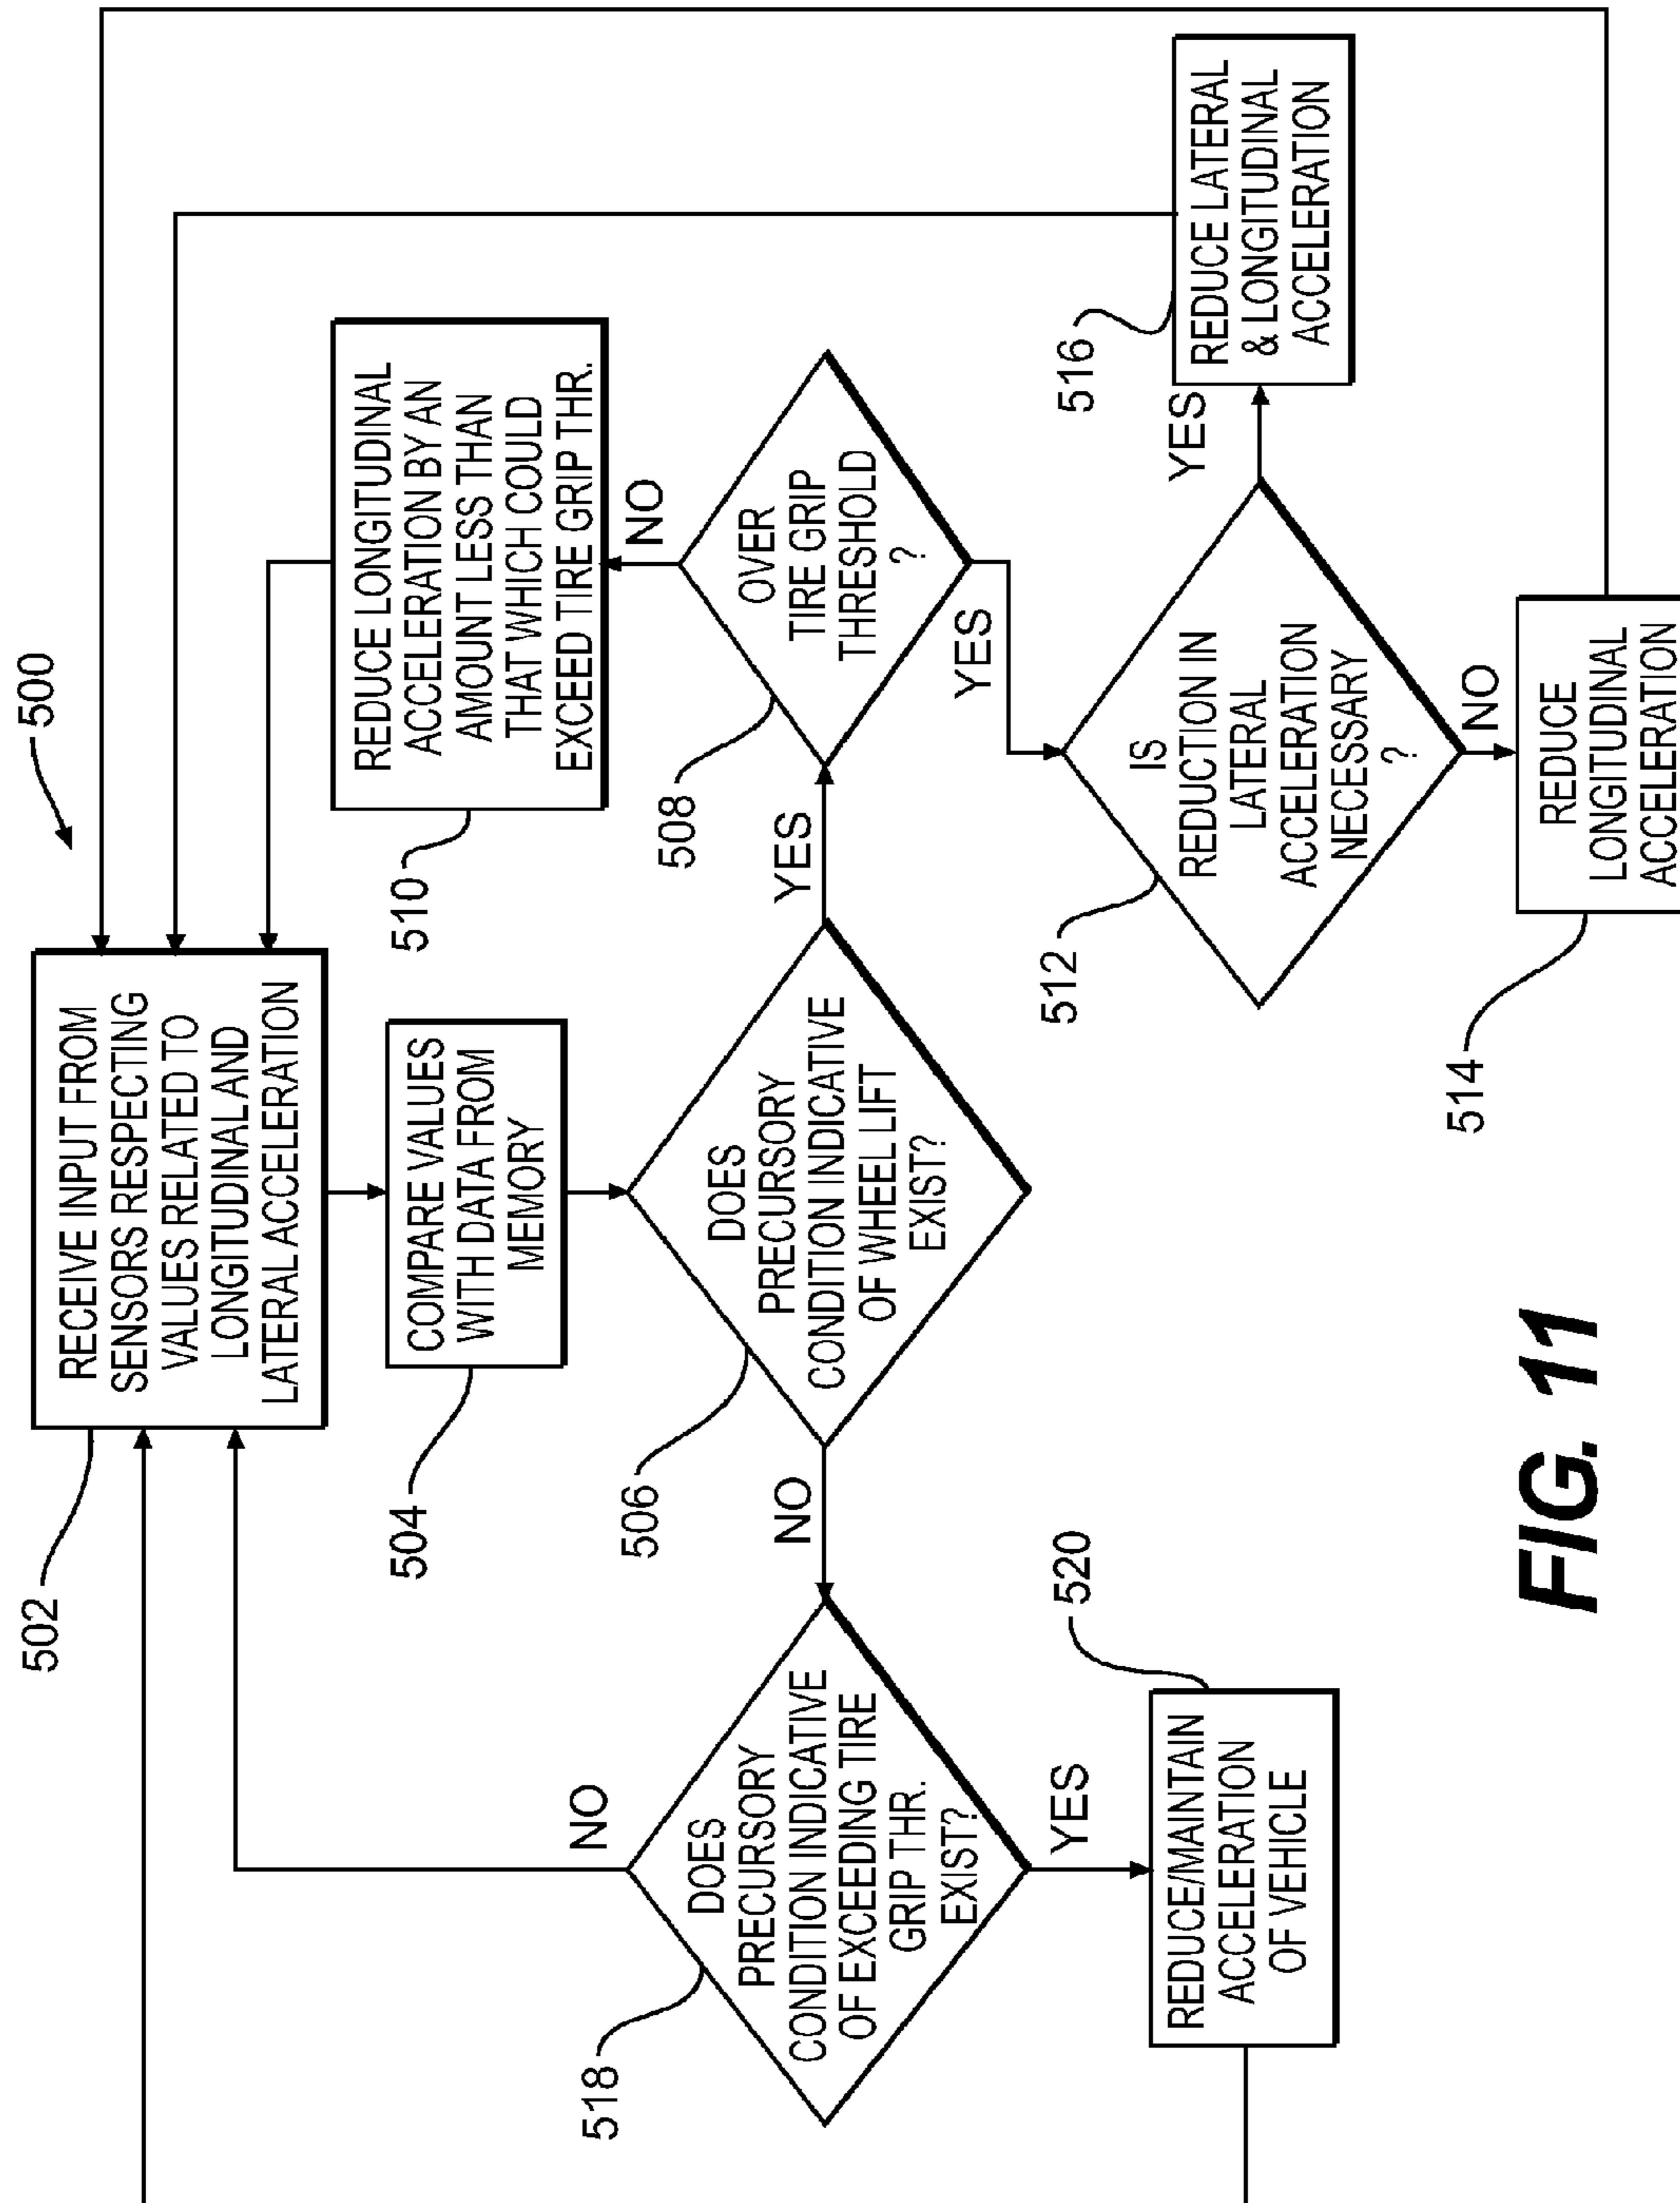 500
502
RECEIVE INPUT FROM
SENSORS RESPECTING
VALUES RELATED TO
LONGITUDINAL AND
LATERAL ACCELERATION
504
COMPARE VALUES
WITH DATA FROM
MEMORY
506
DOES
PRECURSORY
CONDITION INDICATIVE
OF WHEEL LIFT
EXIST?
NO
YES
518
DOES
PRECURSORY
CONDITION INDICATIVE
OF EXCEEDING TIRE
GRIP THR.
EXIST?
NO
YES
520
REDUCE/MAINTAIN
ACCELERATION
OF VEHICLE
508
OVER
TIRE GRIP
THRESHOLD
?
NO
YES
510
REDUCE LONGITUDINAL
ACCELERATION BY AN
AMOUNT LESS THAN
THAT WHICH COULD
EXCEED TIRE GRIP THR.
512
IS
REDUCTION IN
LATERAL
ACCELERATION
NECESSARY
?
YES
NO
516
REDUCE LATERAL
& LONGITUDINAL
ACCELERATION
514
REDUCE
LONGITUDINAL
ACCELERATION
FIG. 11